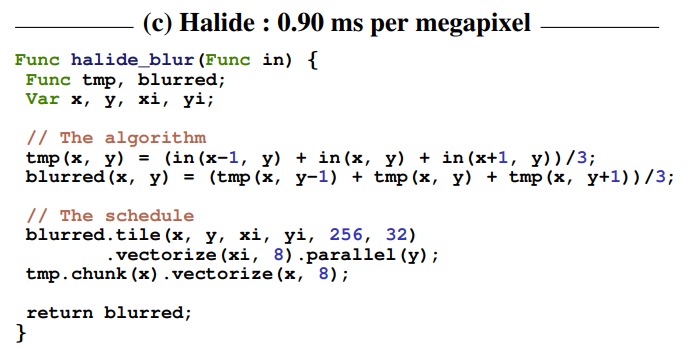 (c) Halide : 0.90 ms per megapixel
Func halide_blur(Func in) {
 Func tmp, blurred;
 Var x, y, xi, yi;

 // The algorithm
 tmp(x, y) = (in(x-1, y) + in(x, y) + in(x+1, y))/3;
 blurred(x, y) = (tmp(x, y-1) + tmp(x, y) + tmp(x, y+1))/3;

 // The schedule
 blurred.tile(x, y, xi, yi, 256, 32)
        .vectorize(xi, 8).parallel(y);
 tmp.chunk(x).vectorize(x, 8);

 return blurred;
}